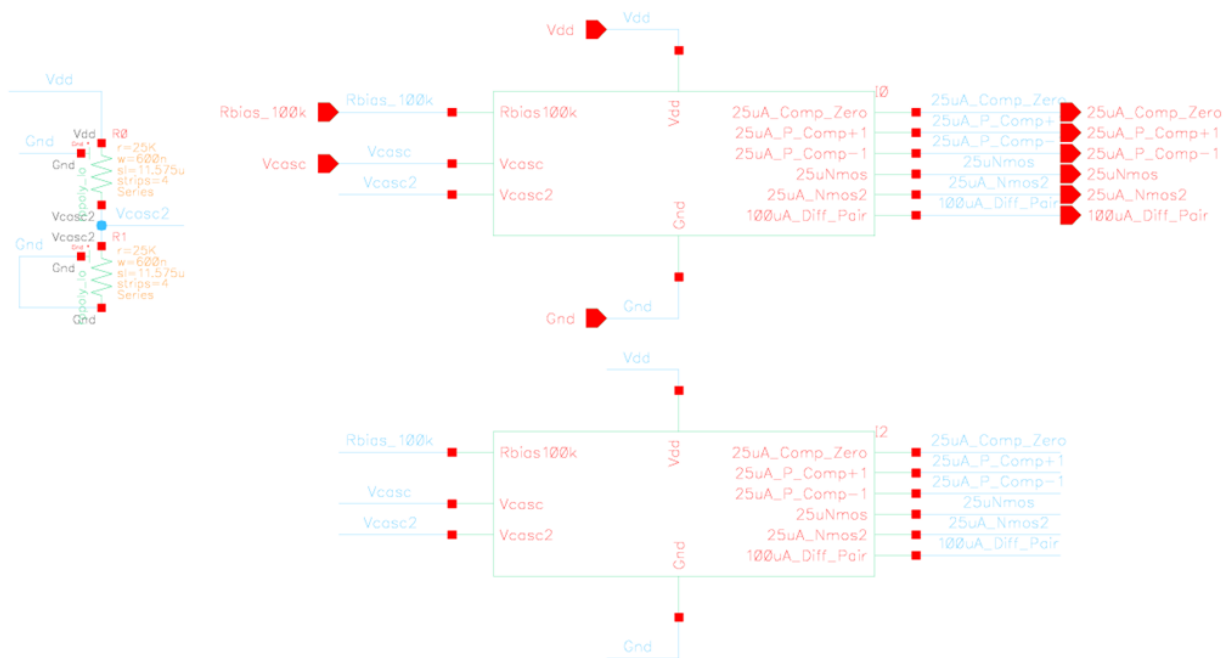 Vdd
Gnd
Vdd
R0
Gnd
r=25K
w=600n
sl=11.575u
strips=4
Series
Vcasc2
Vcasc2
Vcasc2
R1
Gnd
Gnd
r=25K
w=600n
sl=11.575u
strips=4
Series
Gnd
Vdd
Vdd
I0
Rbias_100k
Rbias_100k
Rbias100k
Vdd
25uA_Comp_Zero
25uA_Comp_Zero
25uA_Comp_Zero
25uA_P_Comp+1
25uA_P_Comp+
25uA_P_Comp+1
Vcasc
Vcasc
Vcasc
25uA_P_Comp-1
25uA_P_Comp-
25uA_P_Comp-1
25uNmos
25uNmos
25uNmos
Vcasc2
Vcasc2
25uA_Nmos2
25uA_Nmos2
25uA_Nmos2
Gnd
100uA_Diff_Pair
100uA_Diff_Pair
100uA_Diff_Pair
Gnd
Gnd
Vdd
I2
Rbias_100k
Rbias100k
Vdd
25uA_Comp_Zero
25uA_Comp_Zero
25uA_P_Comp+1
25uA_P_Comp+1
Vcasc
Vcasc
25uA_P_Comp-1
25uA_P_Comp-1
25uNmos
25uNmos
Vcasc2
Vcasc2
25uA_Nmos2
25uA_Nmos2
Gnd
100uA_Diff_Pair
100uA_Diff_Pair
Gnd